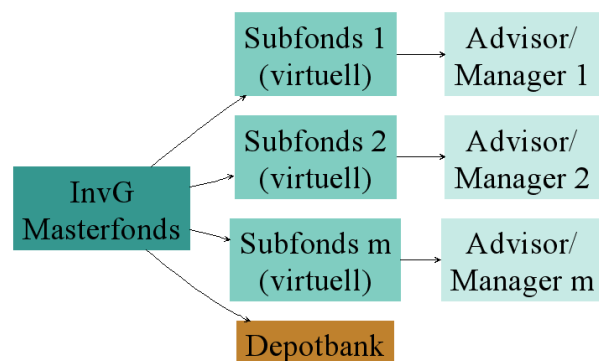 Subfonds 1
(virtuell)
Advisor/
Manager 1
Subfonds 2
(virtuell)
Advisor/
Manager 2
InvG
Masterfonds
Subfonds m
(virtuell)
Advisor/
Manager m
Depotbank